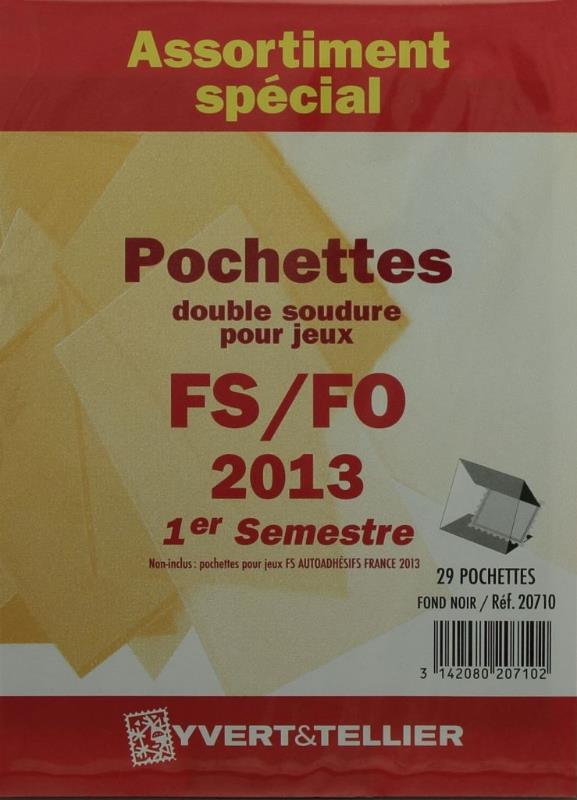 Assortiment
spécial
Pochettes
double soudure
pour jeux
FS/FO
2013
1er Semestre
Non-inclus : pochettes pour jeux FS AUTOADHÉSIFS FRANCE 2013
29 POCHETTES
FOND NOIR / Réf. 20710
3 142080 207102
YVERT&TELLIER